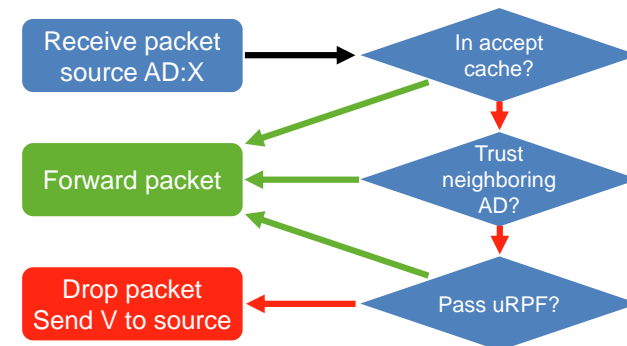 Receive packet
source AD:X
In accept
cache?
Forward packet
Trust
neighboring
AD?
Drop packet
Send V to source
Pass uRPF?